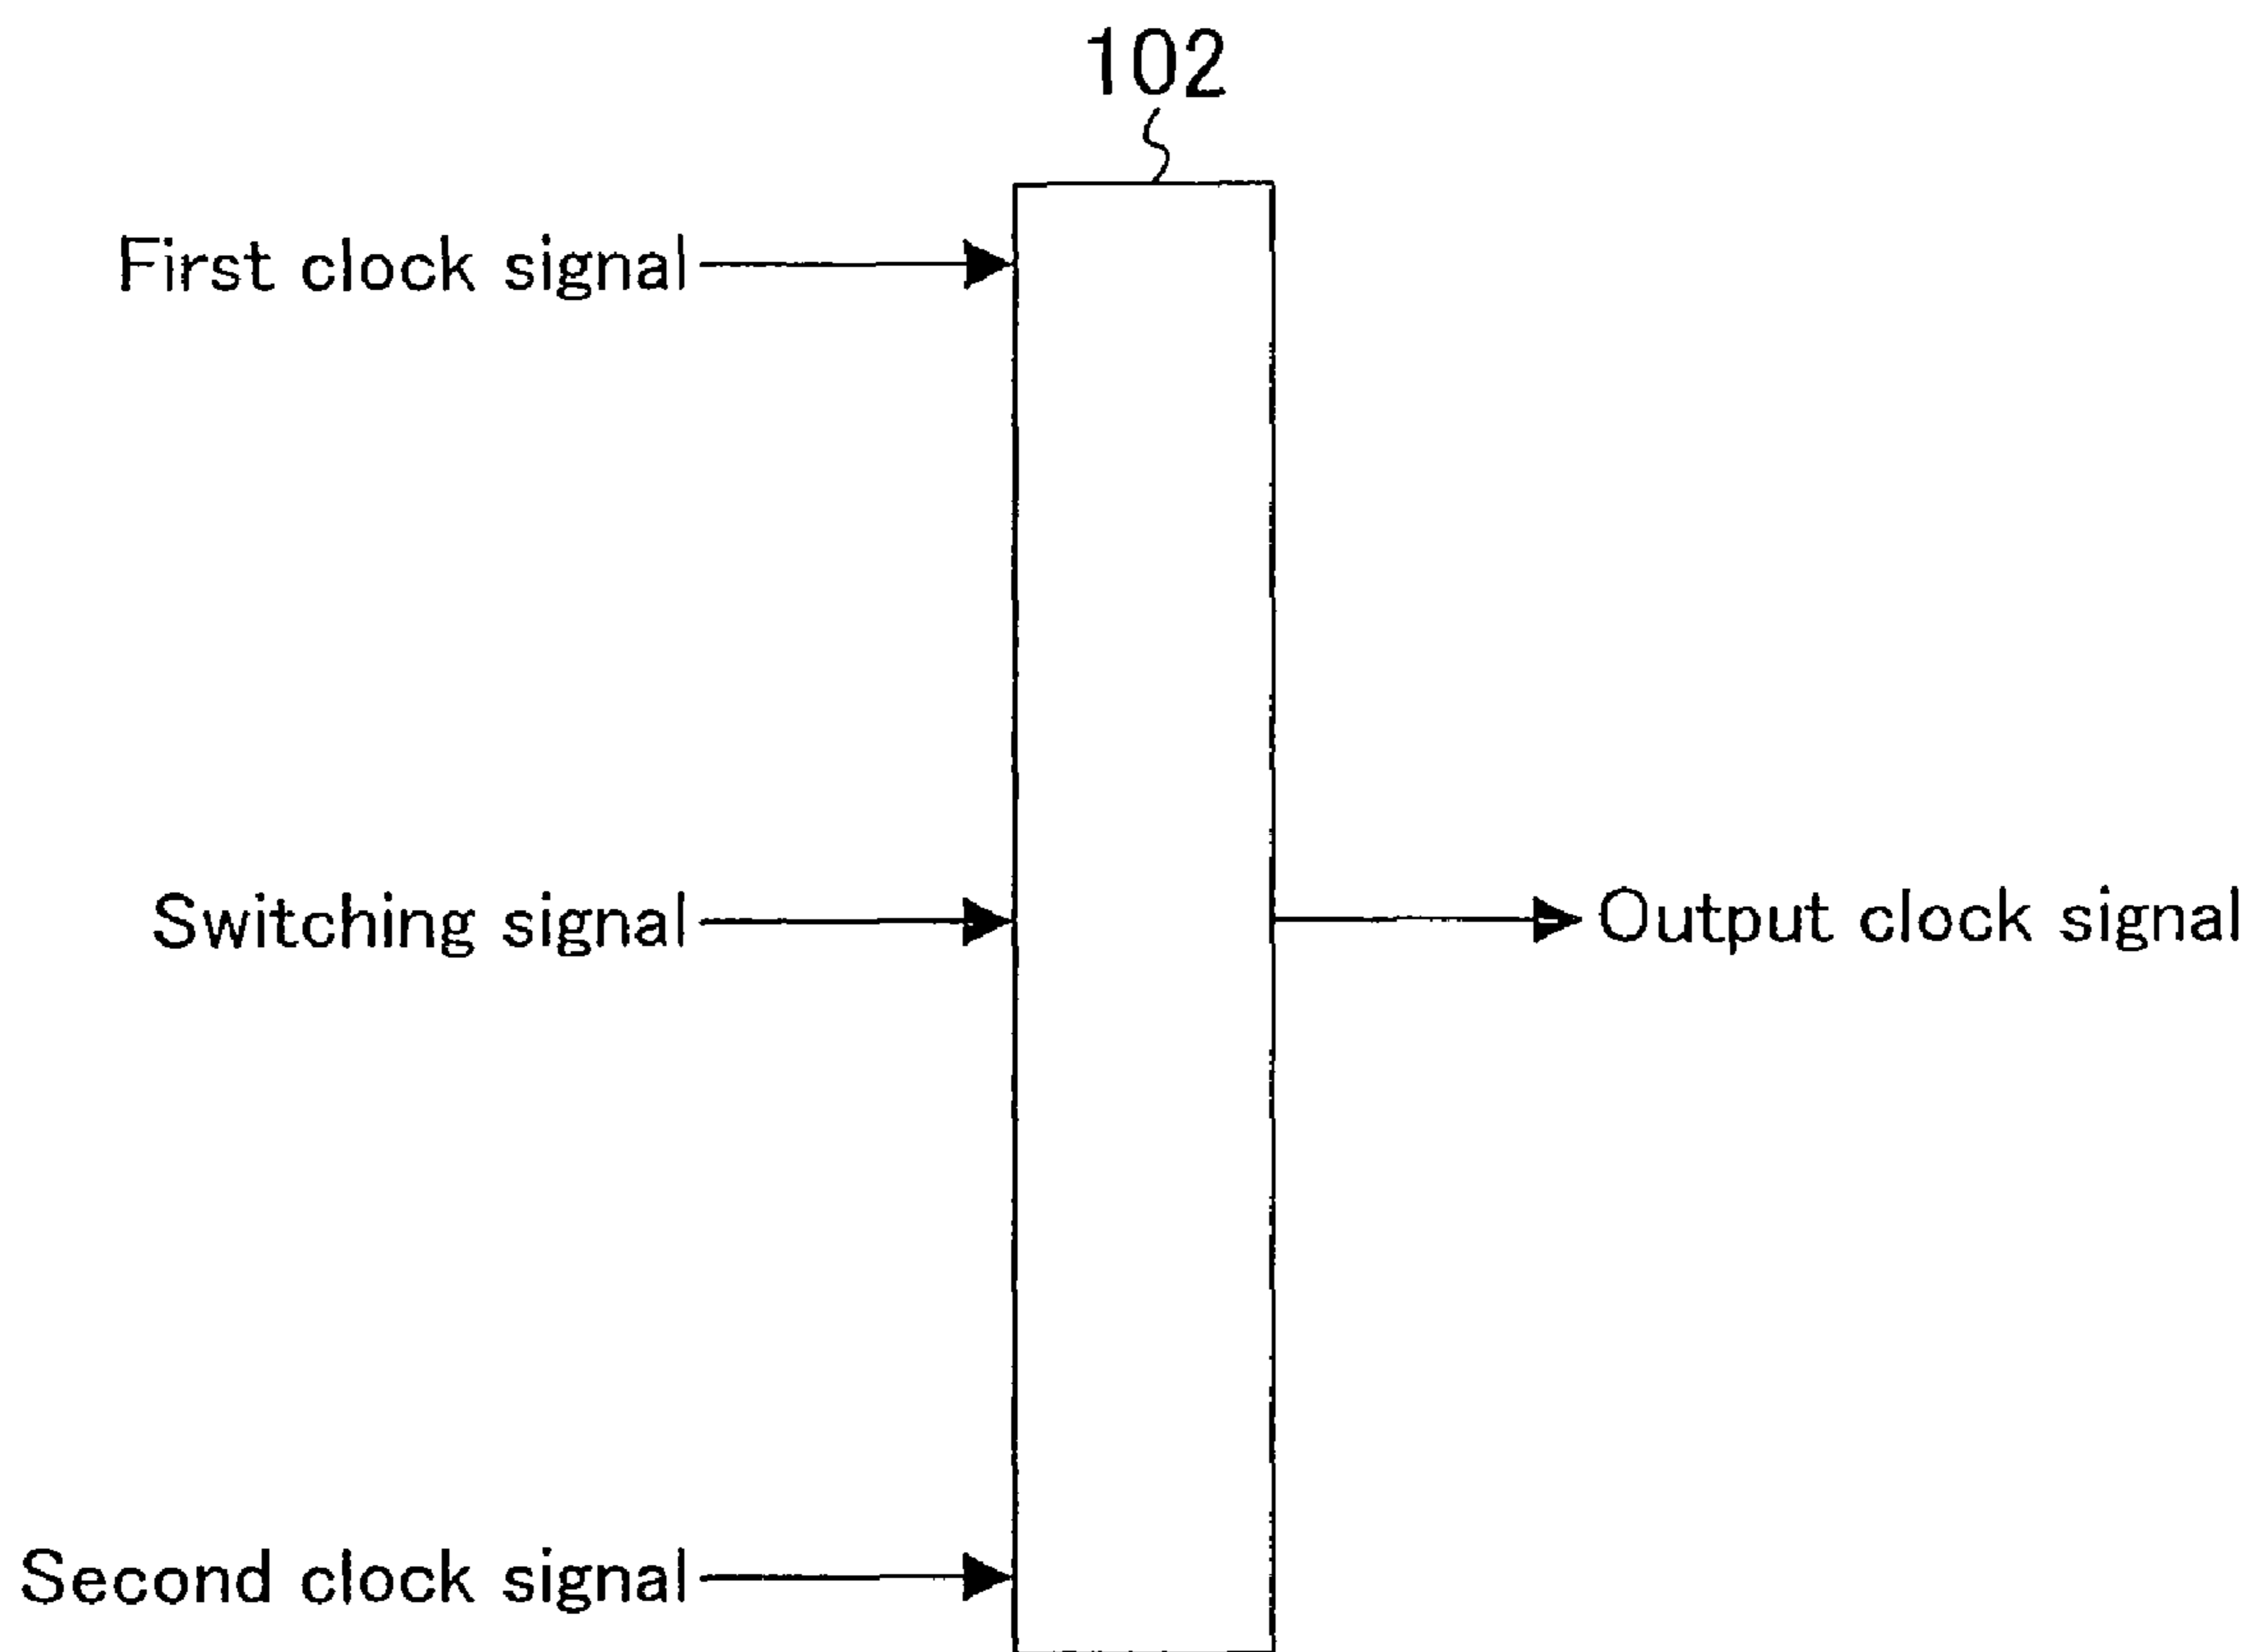 102
First clock signal
Switching signal
Output clock signal
Second clock signal